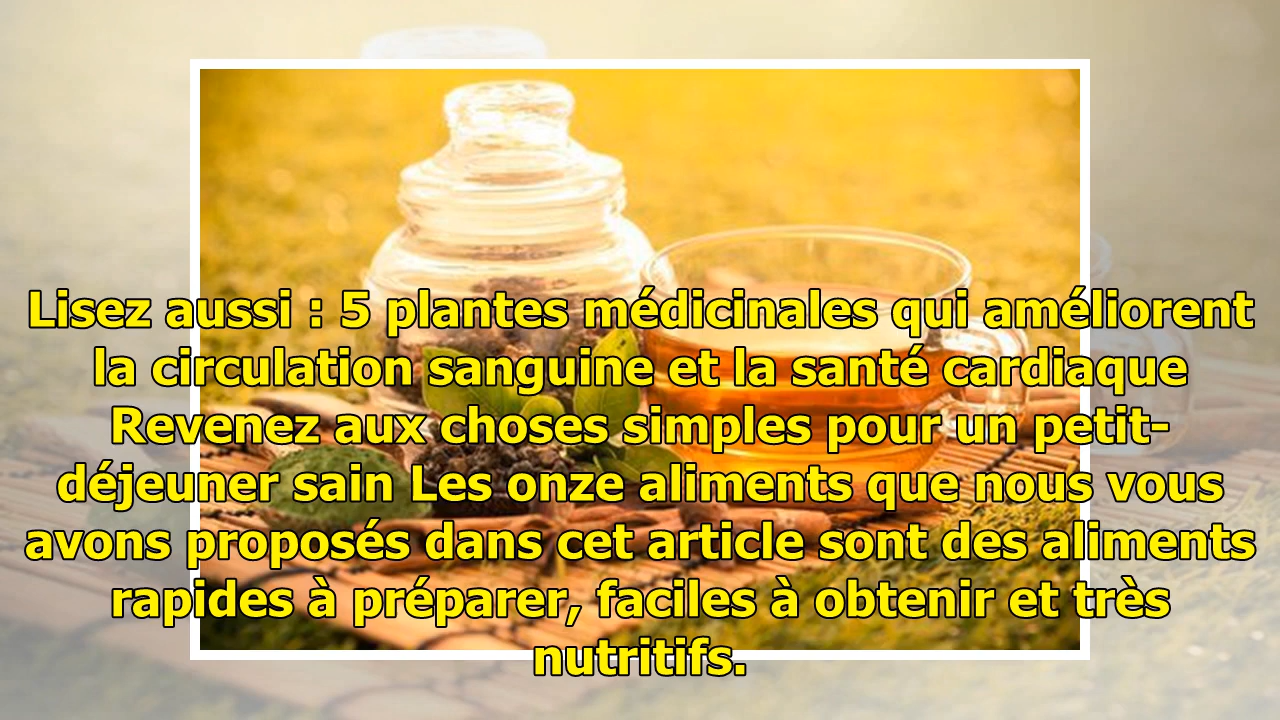 Lisez aussi : 5 plantes médicinales qui améliorent
la circulation sanguine et la santé cardiaque
Revenez aux choses simples pour un petit-
déjeuner sain Les onze aliments que nous vous
avons proposés dans cet article sont des aliments
rapides à préparer, faciles à obtenir et très
nutritifs.